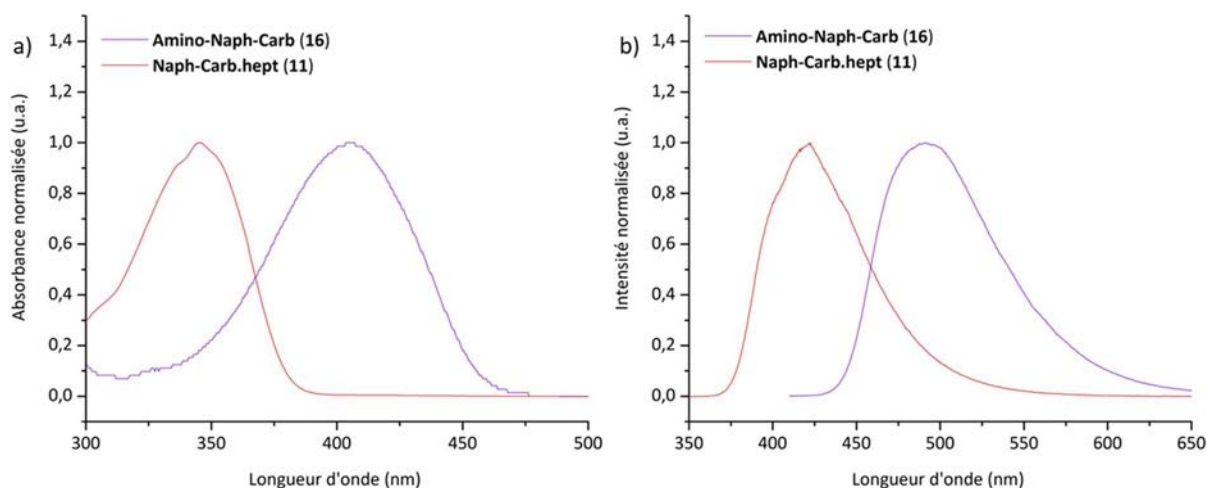 a)
Amino-Naph-Carb (16)
Naph-Carb.hept (11)
Absorbance normalisée (u.a.)
1,4
1,2
1,0
0,8
0,6
0,4
0,2
0,0
300 350 400 450 500
Longueur d'onde (nm)
b)
Amino-Naph-Carb (16)
Naph-Carb.hept (11)
Intensité normalisée (u.a.)
1,4
1,2
1,0
0,8
0,6
0,4
0,2
0,0
350 400 450 500 550 600 650
Longueur d'onde (nm)